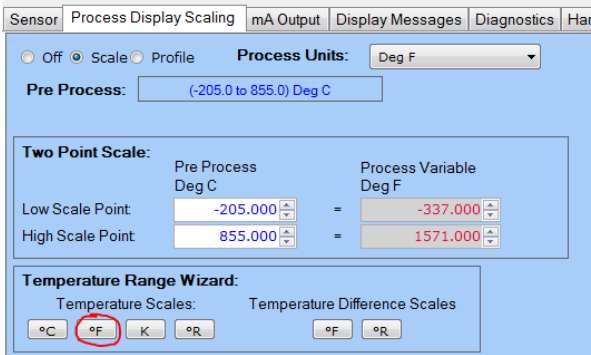 Sensor Process Display Scaling mA Output Display Messages Diagnostics Har
Off Scale Profile Process Units: Deg F
Pre Process: (-205.0 to 855.0) Deg C
Two Point Scale:
Pre Process Process Variable
Deg C Deg F
Low Scale Point: -205.000 = -337.000
High Scale Point: 855.000 = 1571.000
Temperature Range Wizard:
Temperature Scales: Temperature Difference Scales
°C °F K °R °F °R